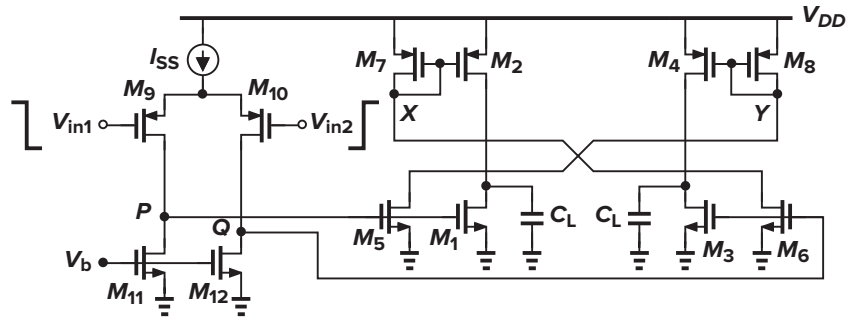 V_DD
I_SS
M_7
M_2
M_4
M_8
M_9
M_10
X
Y
V_in1
V_in2
P
Q
C_L
C_L
M_5
M_1
M_3
M_6
V_b
M_11
M_12